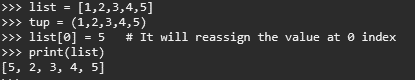 >>> list = [1,2,3,4,5]
>>> tup = (1,2,3,4,5)
>>> list[0] = 5   # It will reassign the value at 0 index
>>> print(list)
[5, 2, 3, 4, 5]